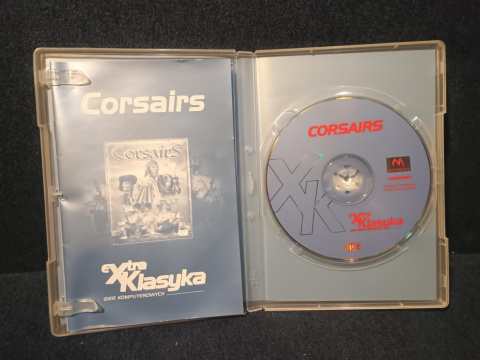 Corsairs
CORSAIRS
eXtra
Klasyka
GIER KOMPUTEROWYCH
CORSAIRS
XK
eXtra
Klasyka